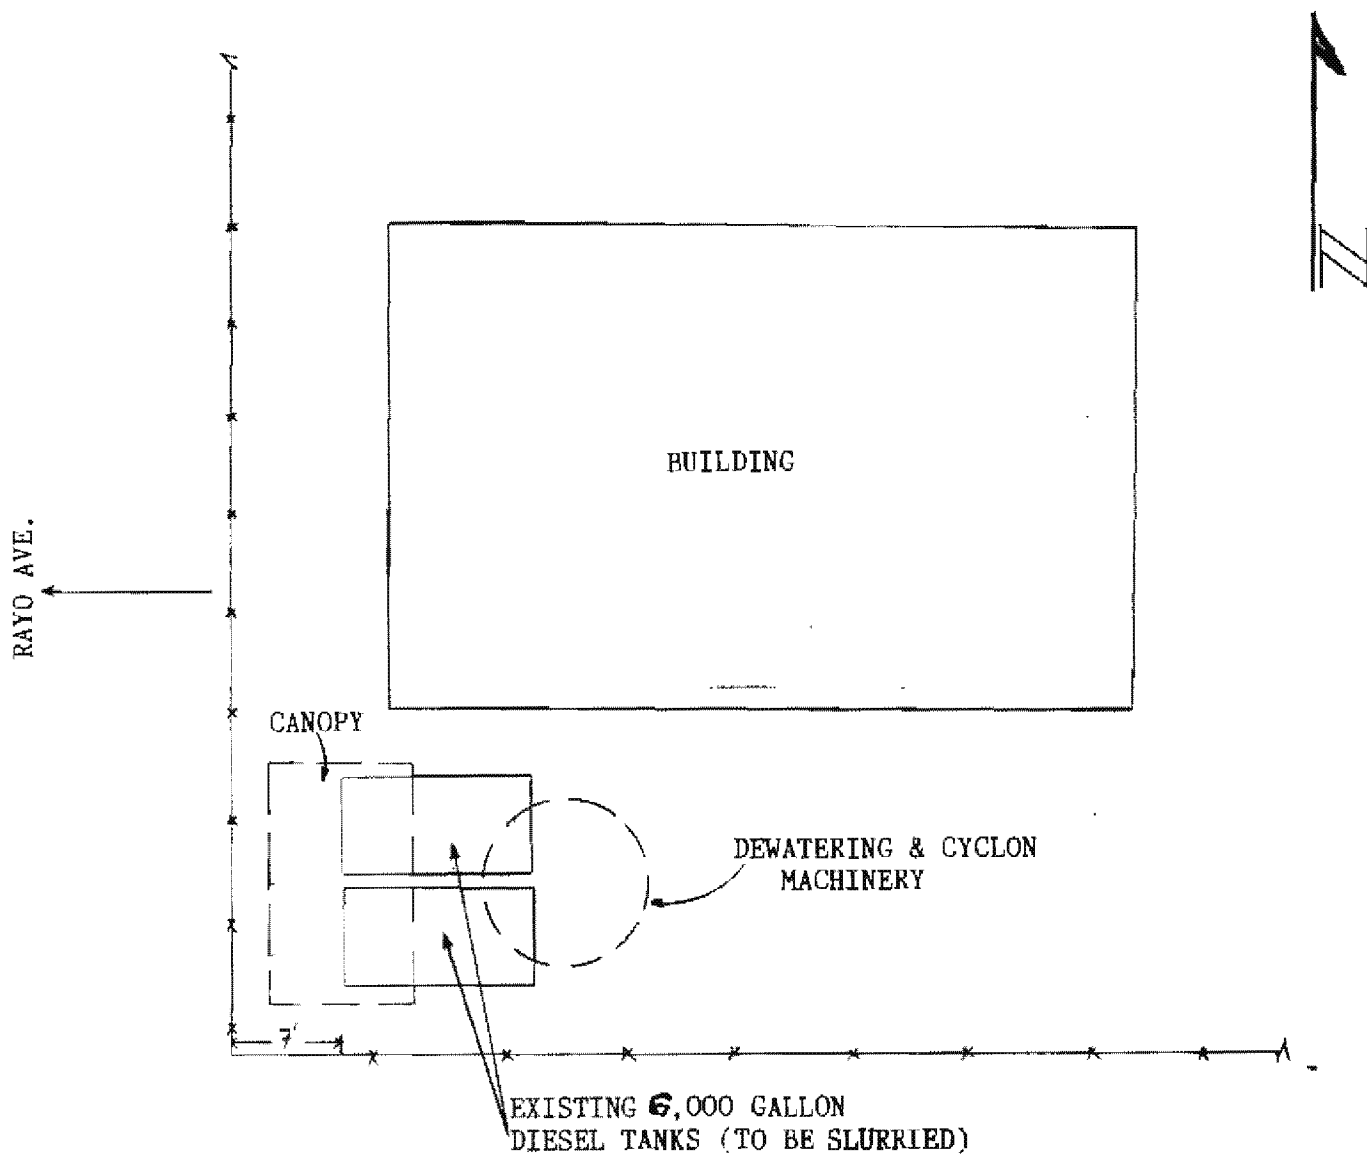 N
BUILDING
RAYO AVE.
CANOPY
DEWATERING & CYCLON
MACHINERY
7'
EXISTING 6,000 GALLON
DIESEL TANKS (TO BE SLURRIED)